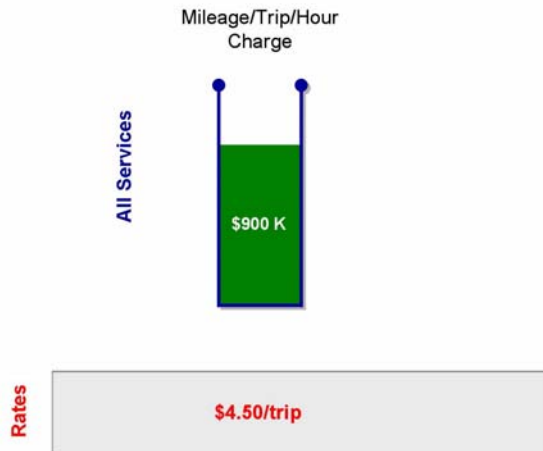 Mileage/Trip/Hour
Charge
All Services
$900 K
Rates
$4.50/trip